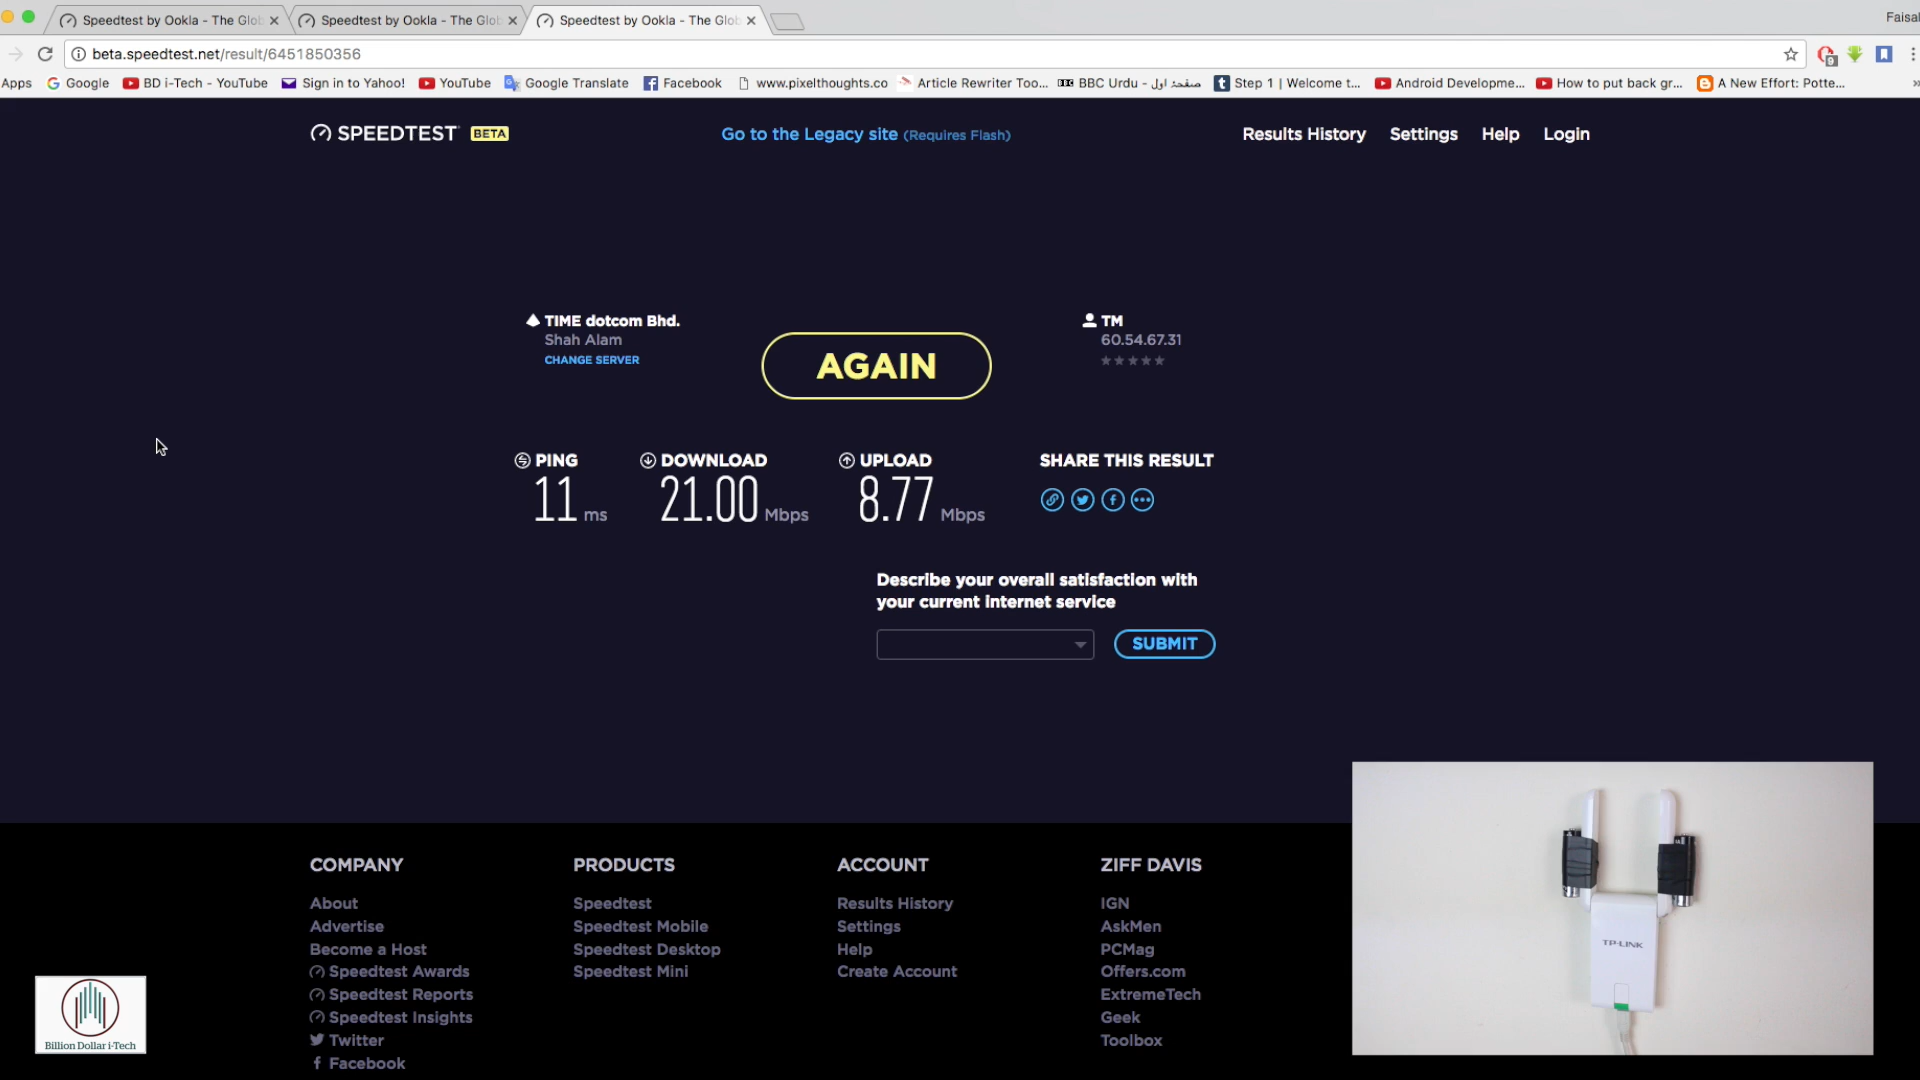 Speedtest by Ookla - The Glob
Speedtest by Ookla - The Glob
Speedtest by Ookla - The Glob
Faisal
beta.speedtest.net/result/6451850356
9
Apps
Google
BD i-Tech - YouTube
Sign in to Yahoo!
YouTube
Google Translate
Facebook
www.pixelthoughts.co
Article Rewriter Too...
BBC Urdu - صفحۂ اول
Step 1 | Welcome t...
Android Developme...
How to put back gr...
A New Effort: Potte...
SPEEDTEST BETA
Go to the Legacy site (Requires Flash)
Results History
Settings
Help
Login
TIME dotcom Bhd.
Shah Alam
CHANGE SERVER
AGAIN
TM
60.54.67.31
PING
11 ms
DOWNLOAD
21.00 Mbps
UPLOAD
8.77 Mbps
SHARE THIS RESULT
Describe your overall satisfaction with
your current internet service
SUBMIT
COMPANY
About
Advertise
Become a Host
Speedtest Awards
Speedtest Reports
Speedtest Insights
Twitter
Facebook
PRODUCTS
Speedtest
Speedtest Mobile
Speedtest Desktop
Speedtest Mini
ACCOUNT
Results History
Settings
Help
Create Account
ZIFF DAVIS
IGN
AskMen
PCMag
Offers.com
ExtremeTech
Geek
Toolbox
TP-LINK
Billion Dollar i-Tech